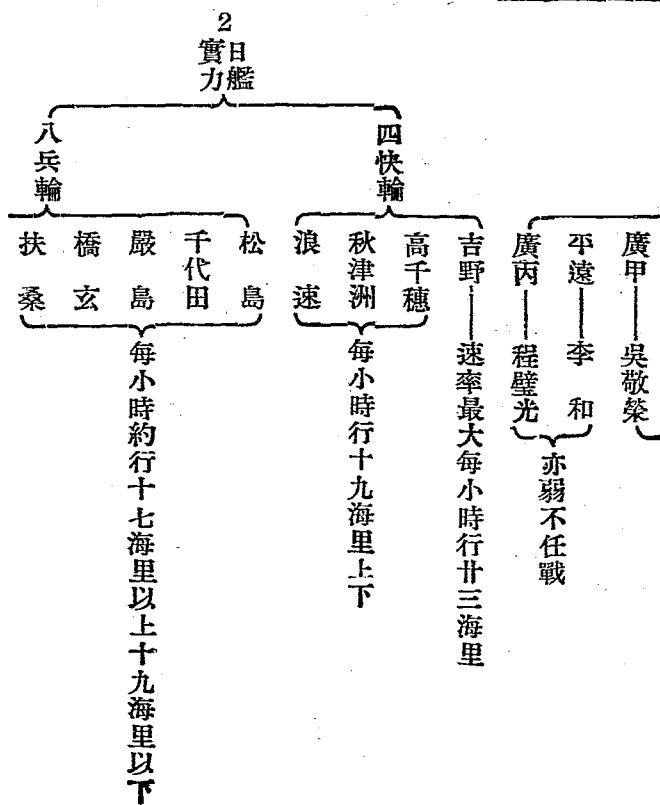 廣甲——吳敬榮
平遠——李 和
廣丙——程璧光
亦弱不任戰
2
日艦
實力
四快輪
吉野——速率最大每小時行廿三海里
高千穗
秋津洲
浪 速
每小時行十九海里上下
八兵輪
松 島
千代田
嚴 島
橋 玄
扶 桑
每小時約行十七海里以上十九海里以下